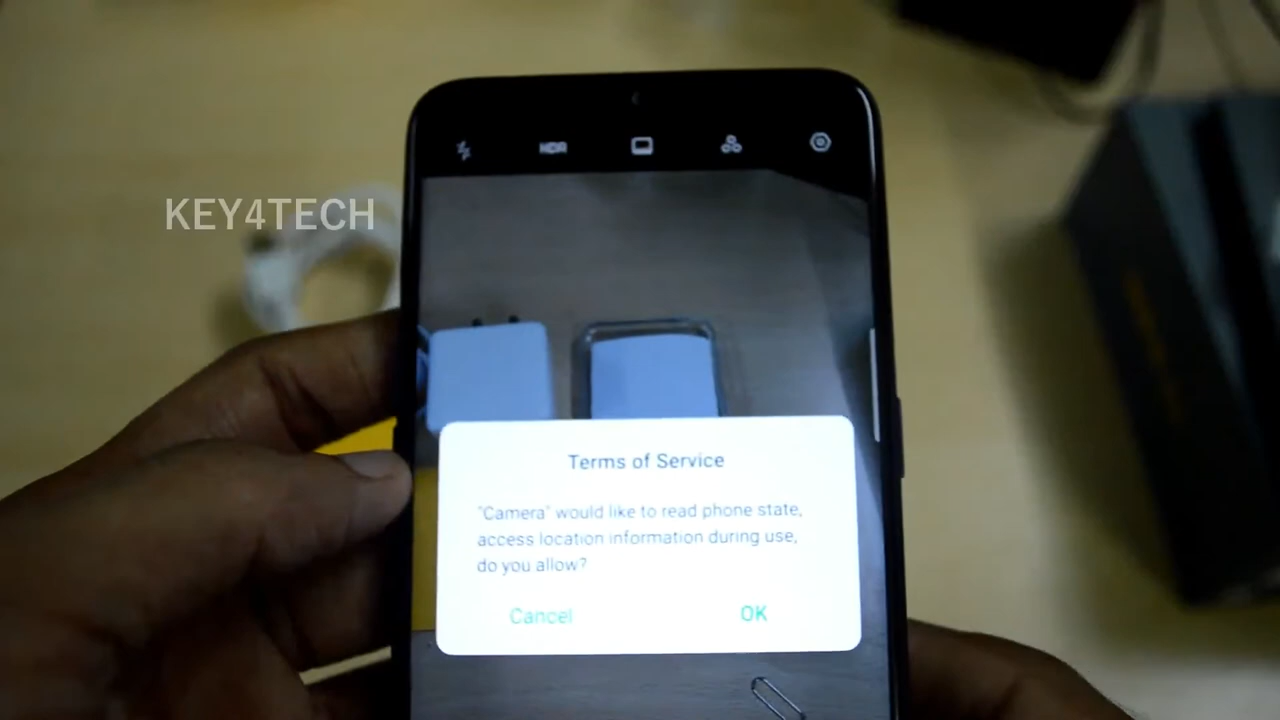 HDR
KEY4TECH
Terms of Service
"Camera" would like to read phone state,
access location information during use,
do you allow?
Cancel
OK